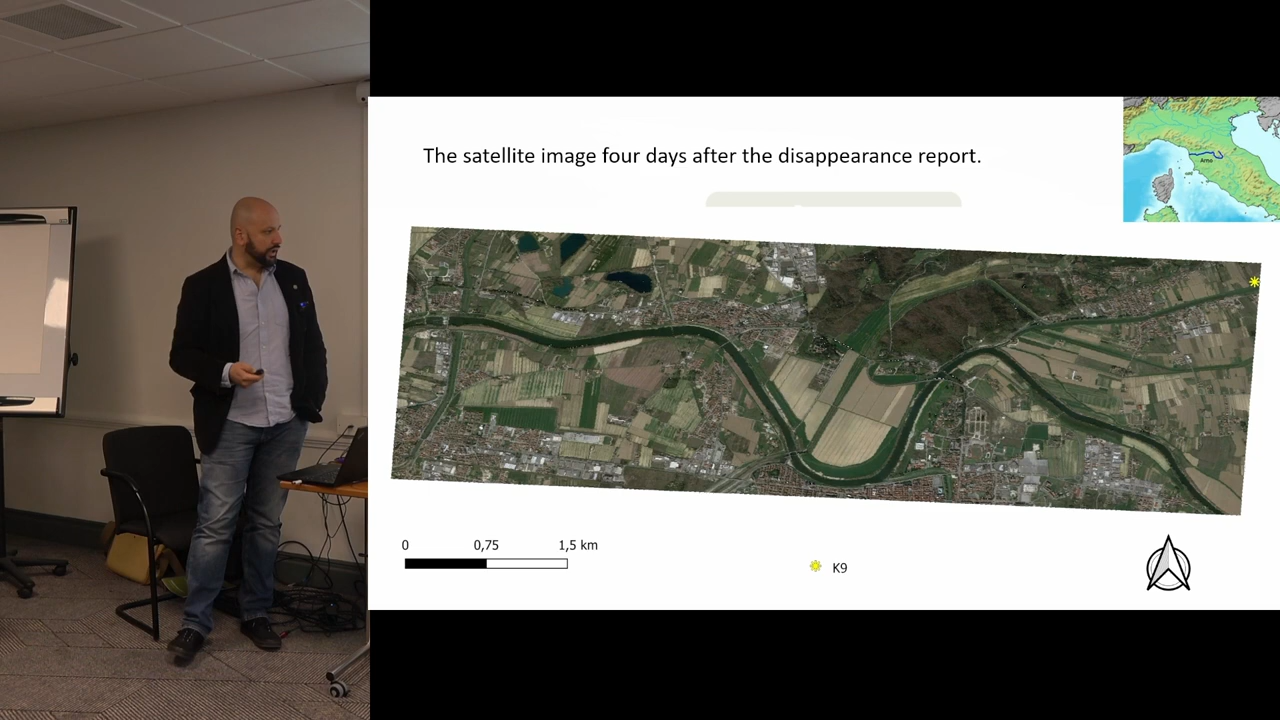 The satellite image four days after the disappearance report.
Arno
0 0,75 1,5 km
K9